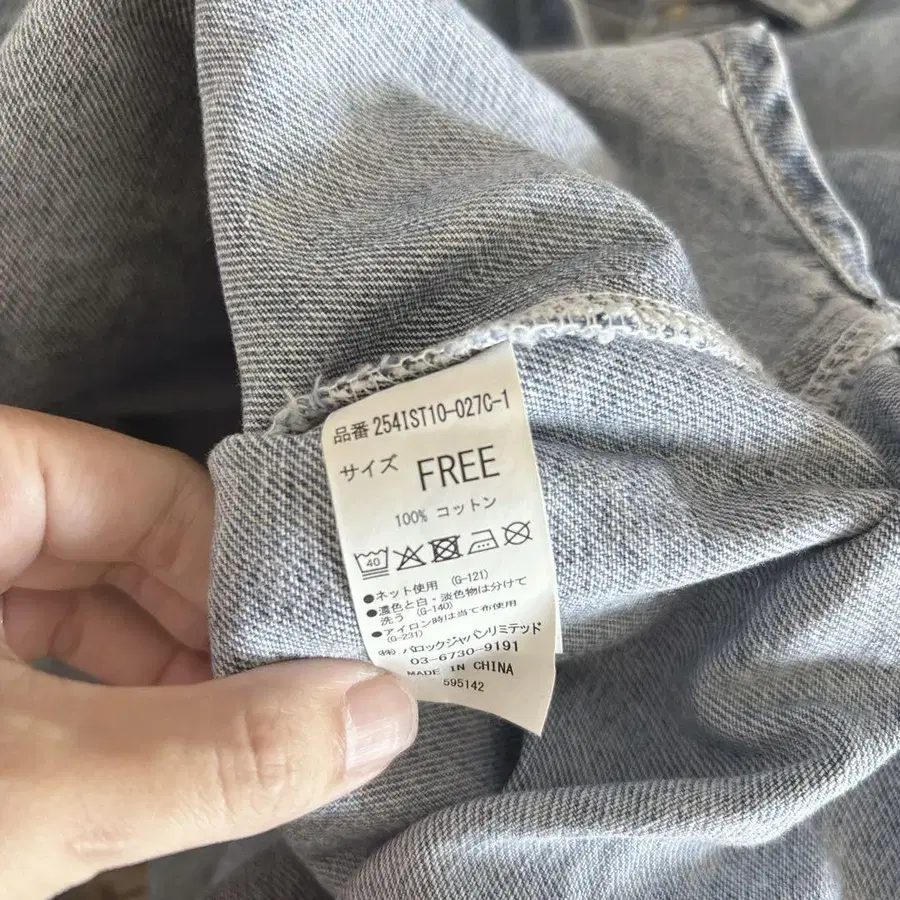 品番 254IST10-027C-1
サイズ FREE
100% コットン
40
●ネット使用 (G-121)
●濃色と白・淡色物は分けて
洗う (G-140)
●アイロン時は当て布使用
(G-231)
(株) バロックジャパンリミテッド
03-6730-9191
MADE IN CHINA
595142